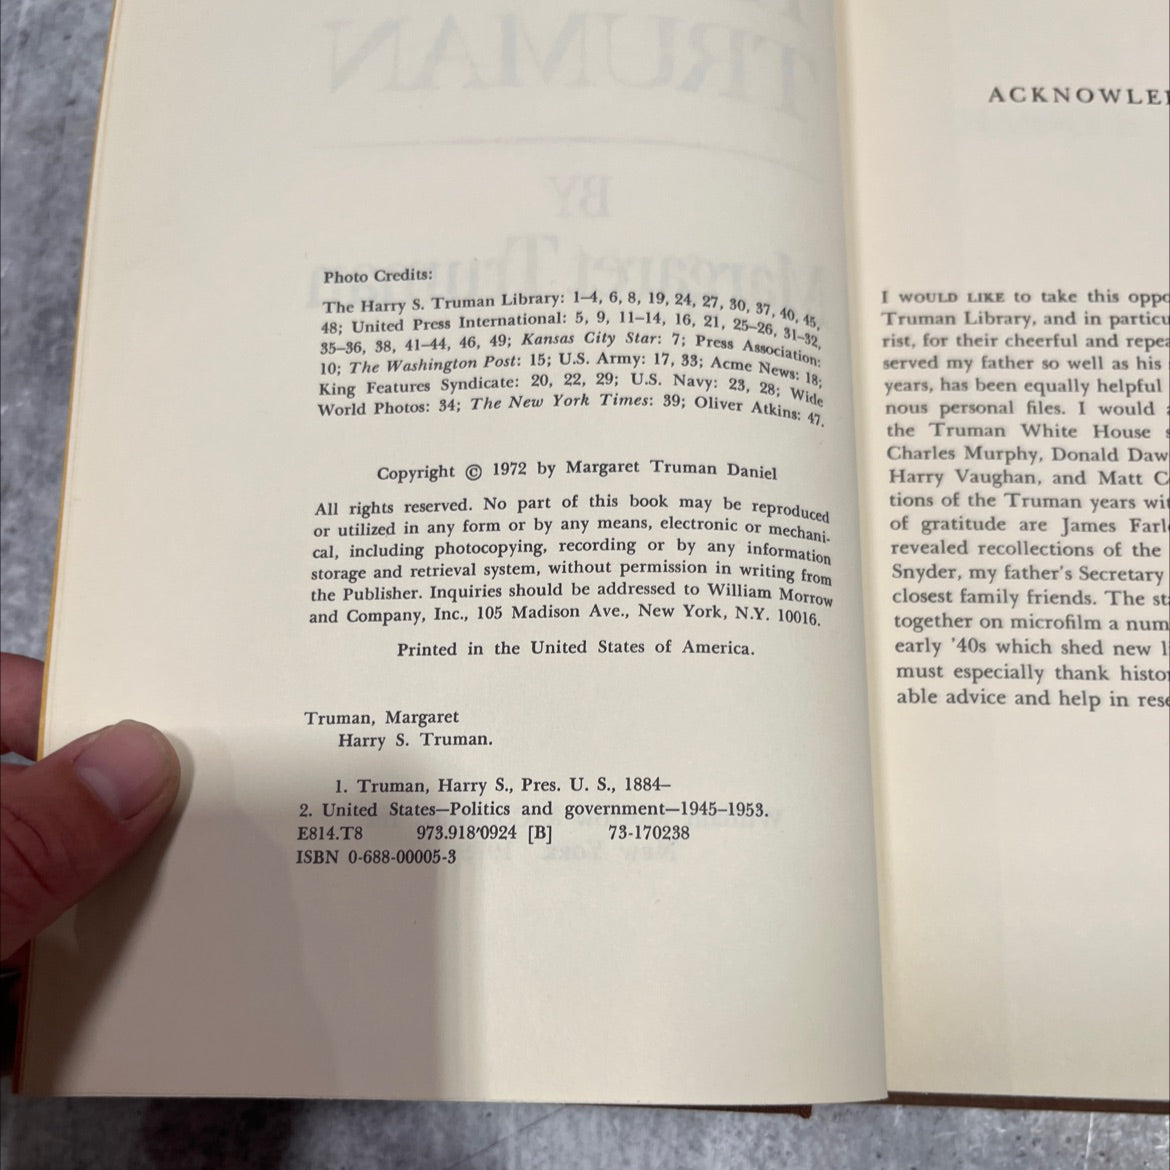 Photo Credits:
The Harry S. Truman Library: 1–4, 6, 8, 19, 24, 27, 30, 37, 40, 45,
48; United Press International: 5, 9, 11–14, 16, 21, 25–26, 31–32,
35–36, 38, 41–44, 46, 49; Kansas City Star: 7; Press Association:
10; The Washington Post: 15; U.S. Army: 17, 33; Acme News: 18;
King Features Syndicate: 20, 22, 29; U.S. Navy: 23, 28; Wide
World Photos: 34; The New York Times: 39; Oliver Atkins: 47.
Copyright © 1972 by Margaret Truman Daniel
All rights reserved. No part of this book may be reproduced
or utilized in any form or by any means, electronic or mechani-
cal, including photocopying, recording or by any information
storage and retrieval system, without permission in writing from
the Publisher. Inquiries should be addressed to William Morrow
and Company, Inc., 105 Madison Ave., New York, N.Y. 10016.
Printed in the United States of America.
Truman, Margaret
Harry S. Truman.
1. Truman, Harry S., Pres. U. S., 1884–
2. United States—Politics and government—1945-1953.
E814.T8 973.918′0924 [B] 73-170238
ISBN 0-688-00005-3
ACKNOWLE
I WOULD LIKE to take this oppo
Truman Library, and in particu
rist, for their cheerful and repea
served my father so well as his
years, has been equally helpful
nous personal files. I would
the Truman White House
Charles Murphy, Donald Daw
Harry Vaughan, and Matt C
tions of the Truman years wit
of gratitude are James Farl
revealed recollections of the
Snyder, my father's Secretary
closest family friends. The st
together on microfilm a num
early '40s which shed new l
must especially thank histor
able advice and help in rese